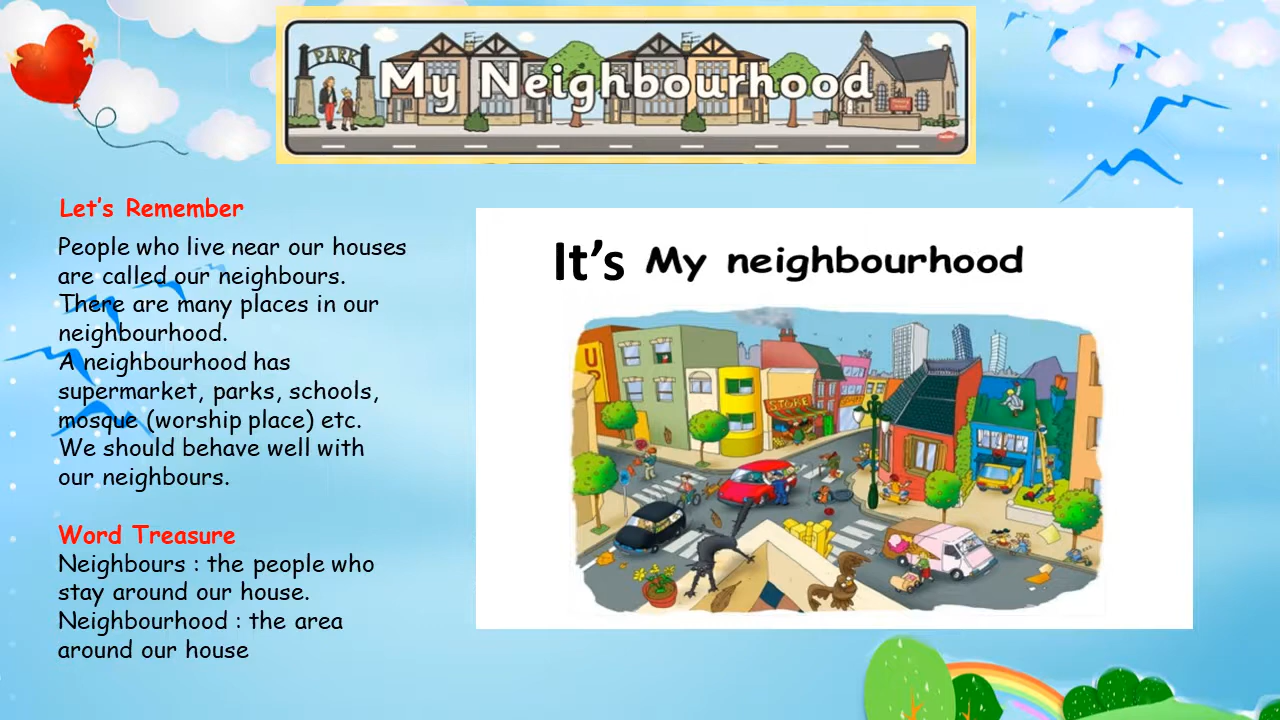 PARK
My Neighbourhood
Let's Remember
People who live near our houses
are called our neighbours.
There are many places in our
neighbourhood.
A neighbourhood has
supermarket, parks, schools,
mosque (worship place) etc.
We should behave well with
our neighbours.
Word Treasure
Neighbours : the people who
stay around our house.
Neighbourhood : the area
around our house
It's My neighbourhood
STORE